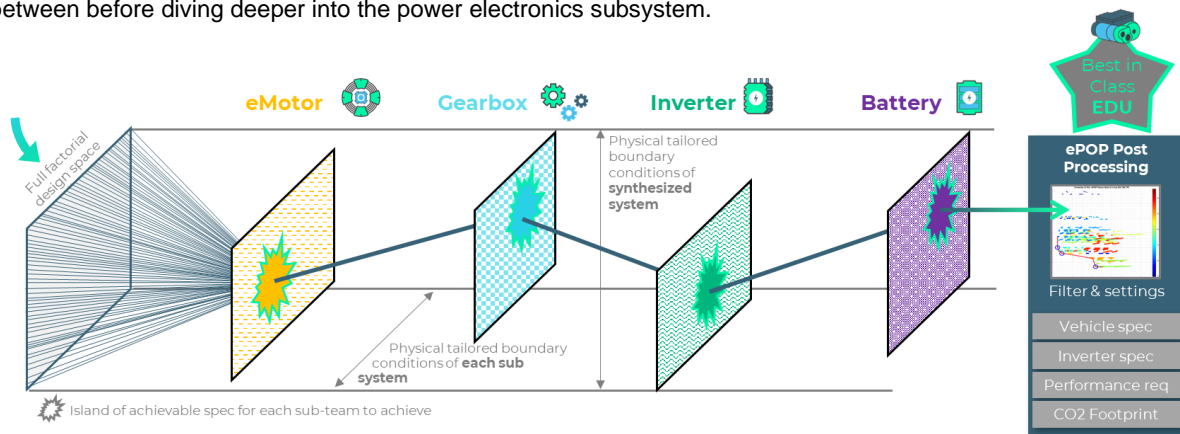 between before diving deeper into the power electronics subsystem.
eMotor
Gearbox
Inverter
Battery
Best in
Class
EDU
Full factorial
design space
Physical tailored
boundary
conditions of
synthesized
system
ePOP Post
Processing
Filter & settings
Vehicle spec
Inverter spec
Performance req
CO2 Footprint
Physical tailored boundary
conditions of each sub
system
Island of achievable spec for each sub-team to achieve